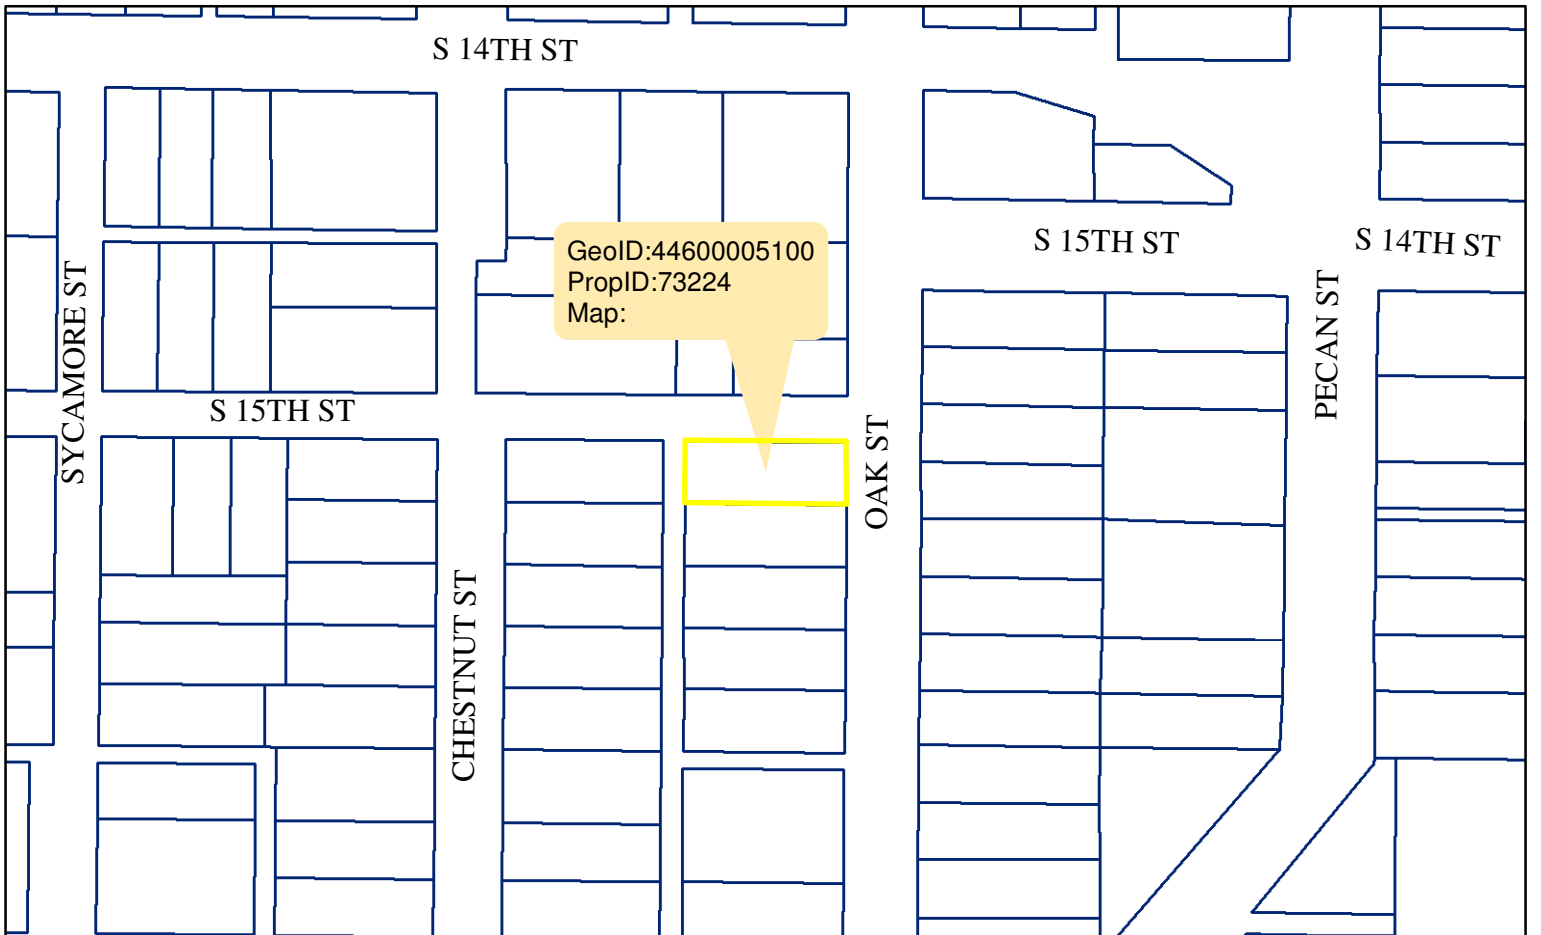 S 14TH ST
GeoID:44600005100
PropID:73224
Map:
S 15TH ST
S 14TH ST
SYCAMORE ST
PECAN ST
S 15TH ST
OAK ST
CHESTNUT ST